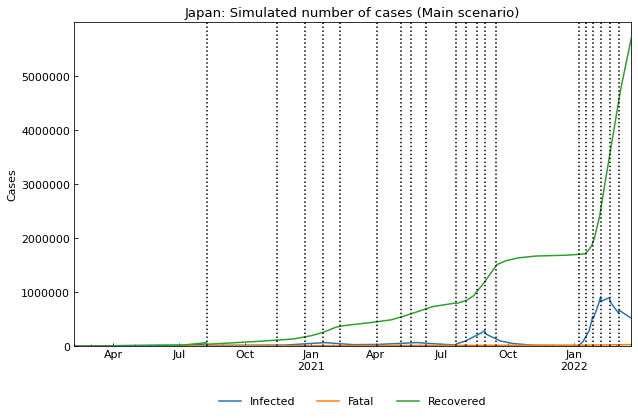 Japan: Simulated number of cases (Main scenario)
Cases
5000000
4000000
3000000
2000000
1000000
0
Apr Jul Oct Jan Apr Jul Oct Jan
2021 2022
Infected Fatal Recovered